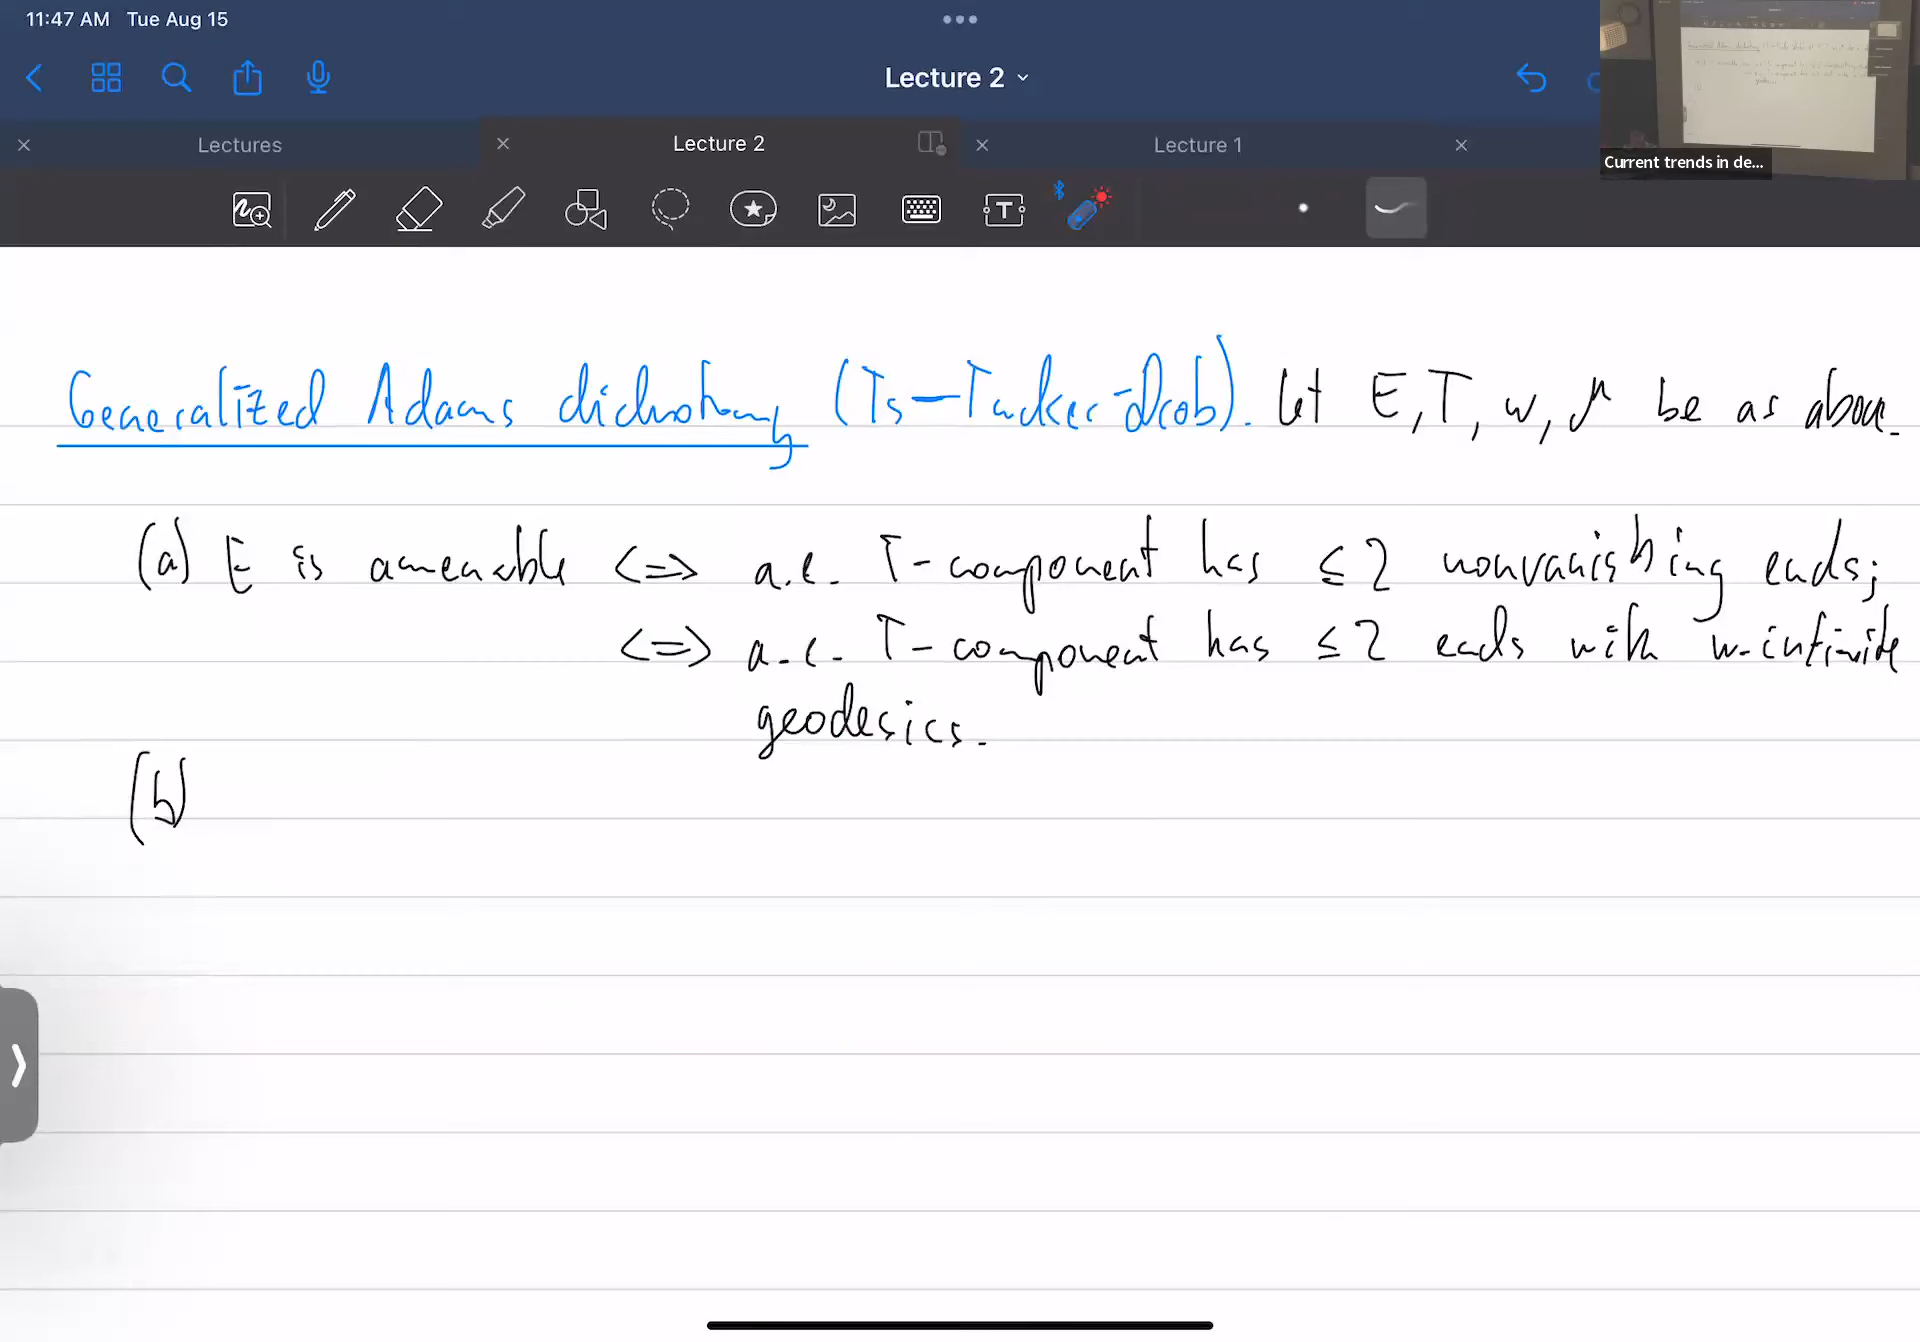 11:47 AM Tue Aug 15
Lecture 2
Lectures
Lecture 2
Lecture 1
Current trends in de...
Generalized Adams dichotomy (Ts–Tucker-Drob). Let E, T, w, μ be as above.
(a) E is amenable <=> a.e. T-component has ≤ 2 nonvanishing ends;
<=> a.e. T-component has ≤ 2 ends with w-infinite
geodesics.
(b)